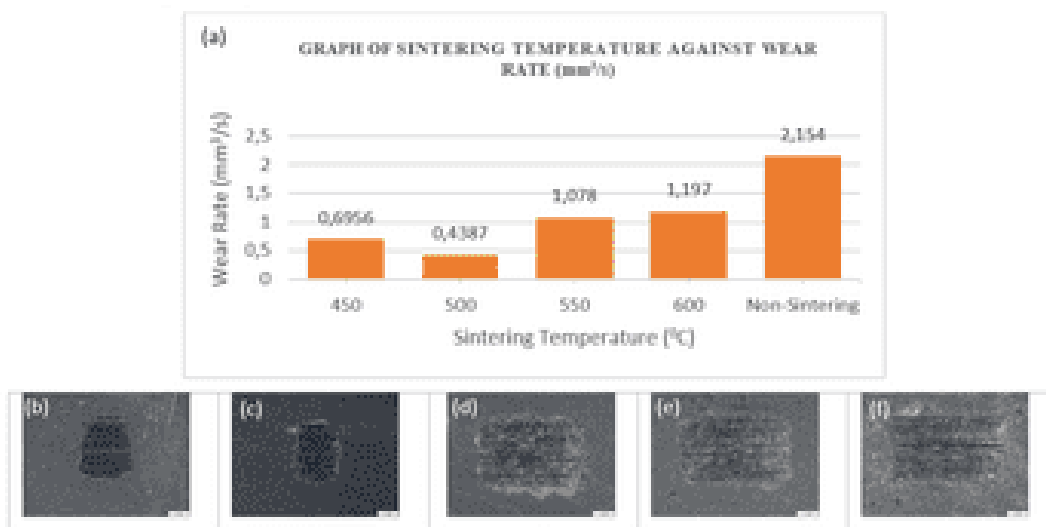 (a)
GRAPH OF SINTERING TEMPERATURE AGAINST WEAR
RATE (mm³/s)
Wear Rate (mm³/s)
2,5
2
1,5
1
0,5
0
0,6956
0,4387
1,078
1,197
2,154
450 500 550 600 Non-Sintering
Sintering Temperature (⁰C)
(b) (c) (d) (e) (f)